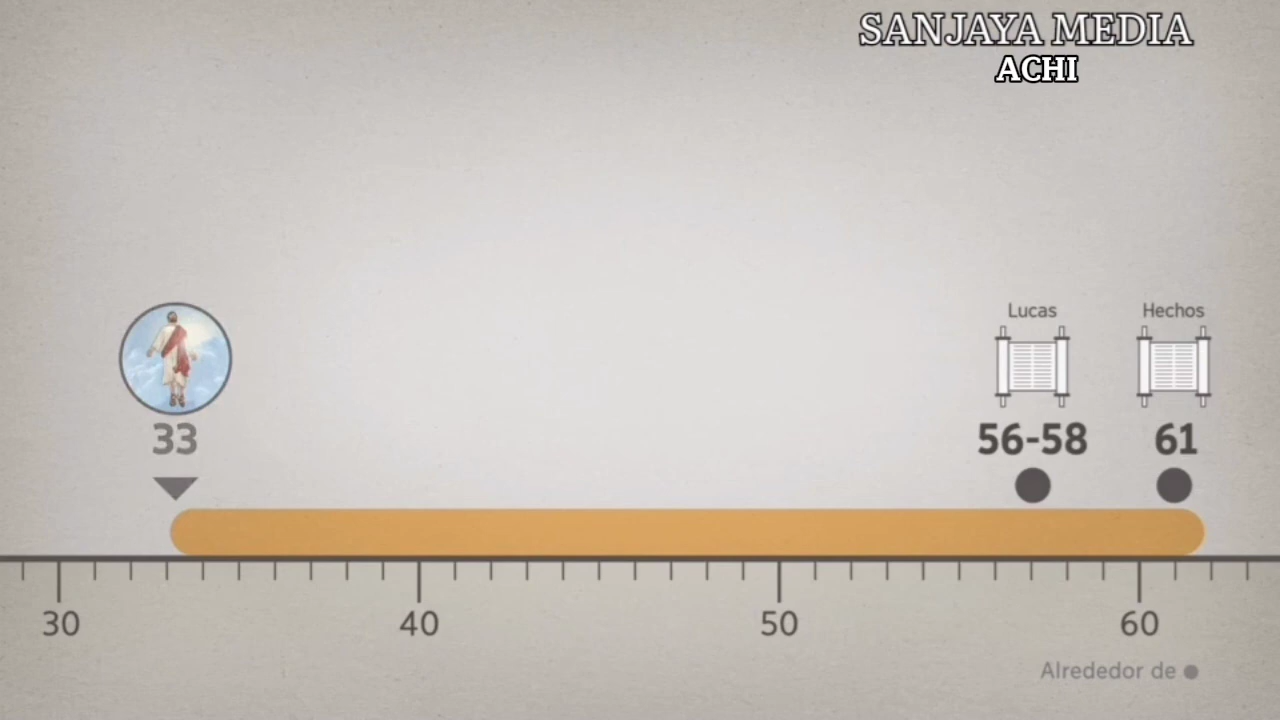 SANJAYA MEDIA
ACHI
Lucas
Hechos
33
56-58
61
30
40
50
60
Alrededor de ●